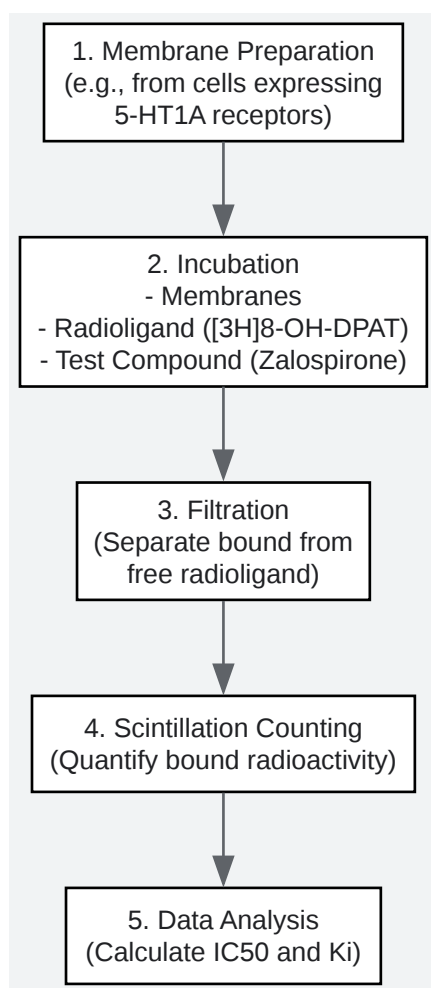 1. Membrane Preparation
(e.g., from cells expressing
5-HT1A receptors)
2. Incubation
- Membranes
- Radioligand ([3H]8-OH-DPAT)
- Test Compound (Zalospirone)
3. Filtration
(Separate bound from
free radioligand)
4. Scintillation Counting
(Quantify bound radioactivity)
5. Data Analysis
(Calculate IC50 and Ki)